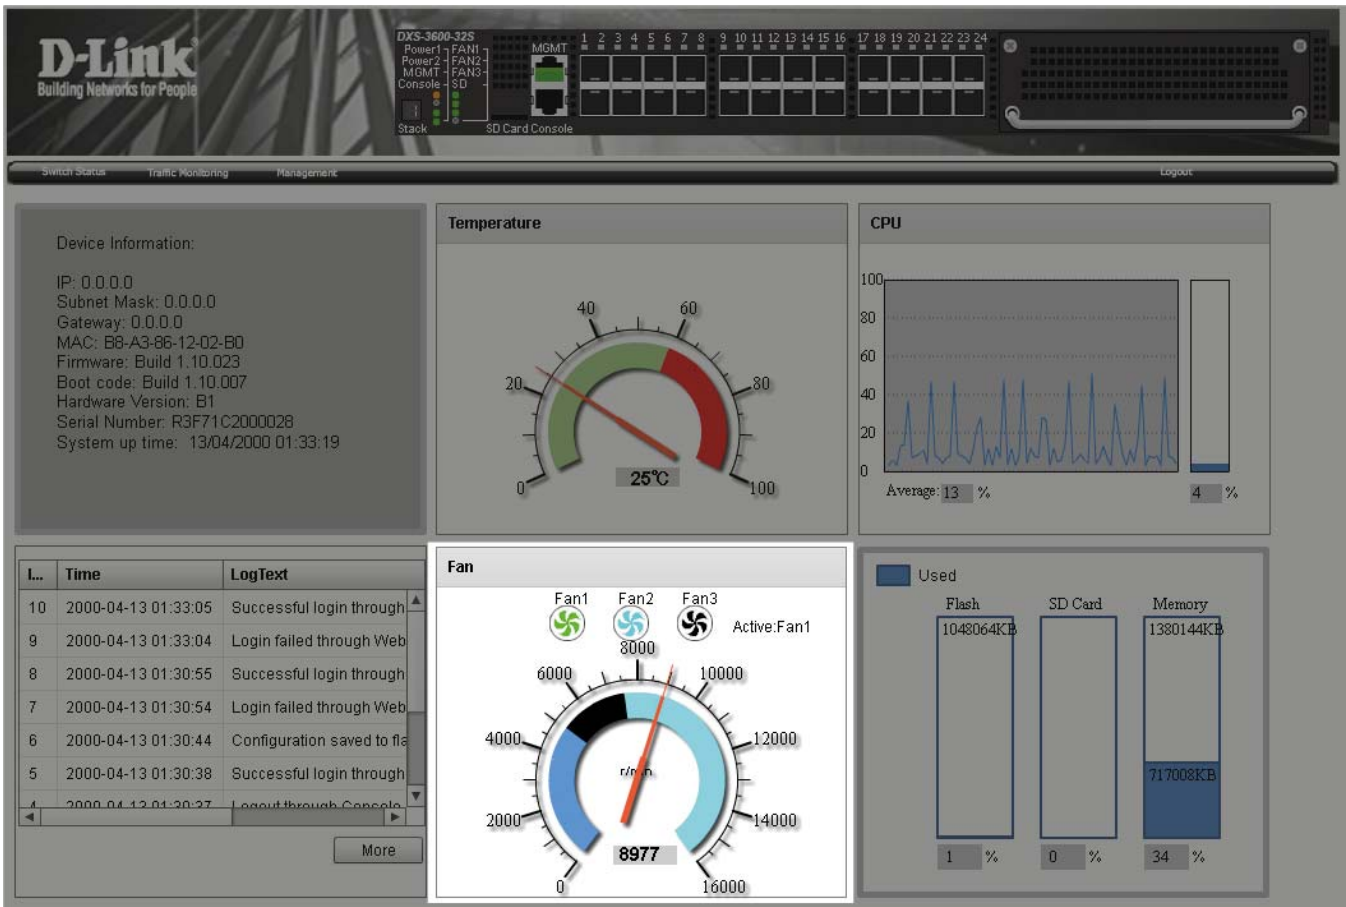 D-Link
Building Networks for People
DXS-3600-32S
Power1 FAN1
Power2 FAN2
MGMT FAN3
Console SD
Stack
SD Card Console
MGMT
1 2 3 4 5 6 7 8 9 10 11 12 13 14 15 16 17 18 19 20 21 22 23 24
Switch Status Traffic Monitoring Management Logout
Device Information:
IP: 0.0.0.0
Subnet Mask: 0.0.0.0
Gateway: 0.0.0.0
MAC: B8-A3-86-12-02-B0
Firmware: Build 1.10.023
Boot code: Build 1.10.007
Hardware Version: B1
Serial Number: R3F71C2000028
System up time: 13/04/2000 01:33:19
Temperature
0
20
40
60
80
100
25℃
CPU
100
80
60
40
20
0
Average: 13 %
4 %
I... Time LogText
10 2000-04-13 01:33:05 Successful login through
9 2000-04-13 01:33:04 Login failed through Web
8 2000-04-13 01:30:55 Successful login through
7 2000-04-13 01:30:54 Login failed through Web
6 2000-04-13 01:30:44 Configuration saved to fla
5 2000-04-13 01:30:38 Successful login through
4 2000-04-13 01:30:37 Logout through Console
More
Fan
Fan1 Fan2 Fan3
Active:Fan1
0
2000
4000
6000
8000
10000
12000
14000
16000
r/min
8977
Used
Flash SD Card Memory
1048064KB 1380144KB
717008KB
1 % 0 % 34 %